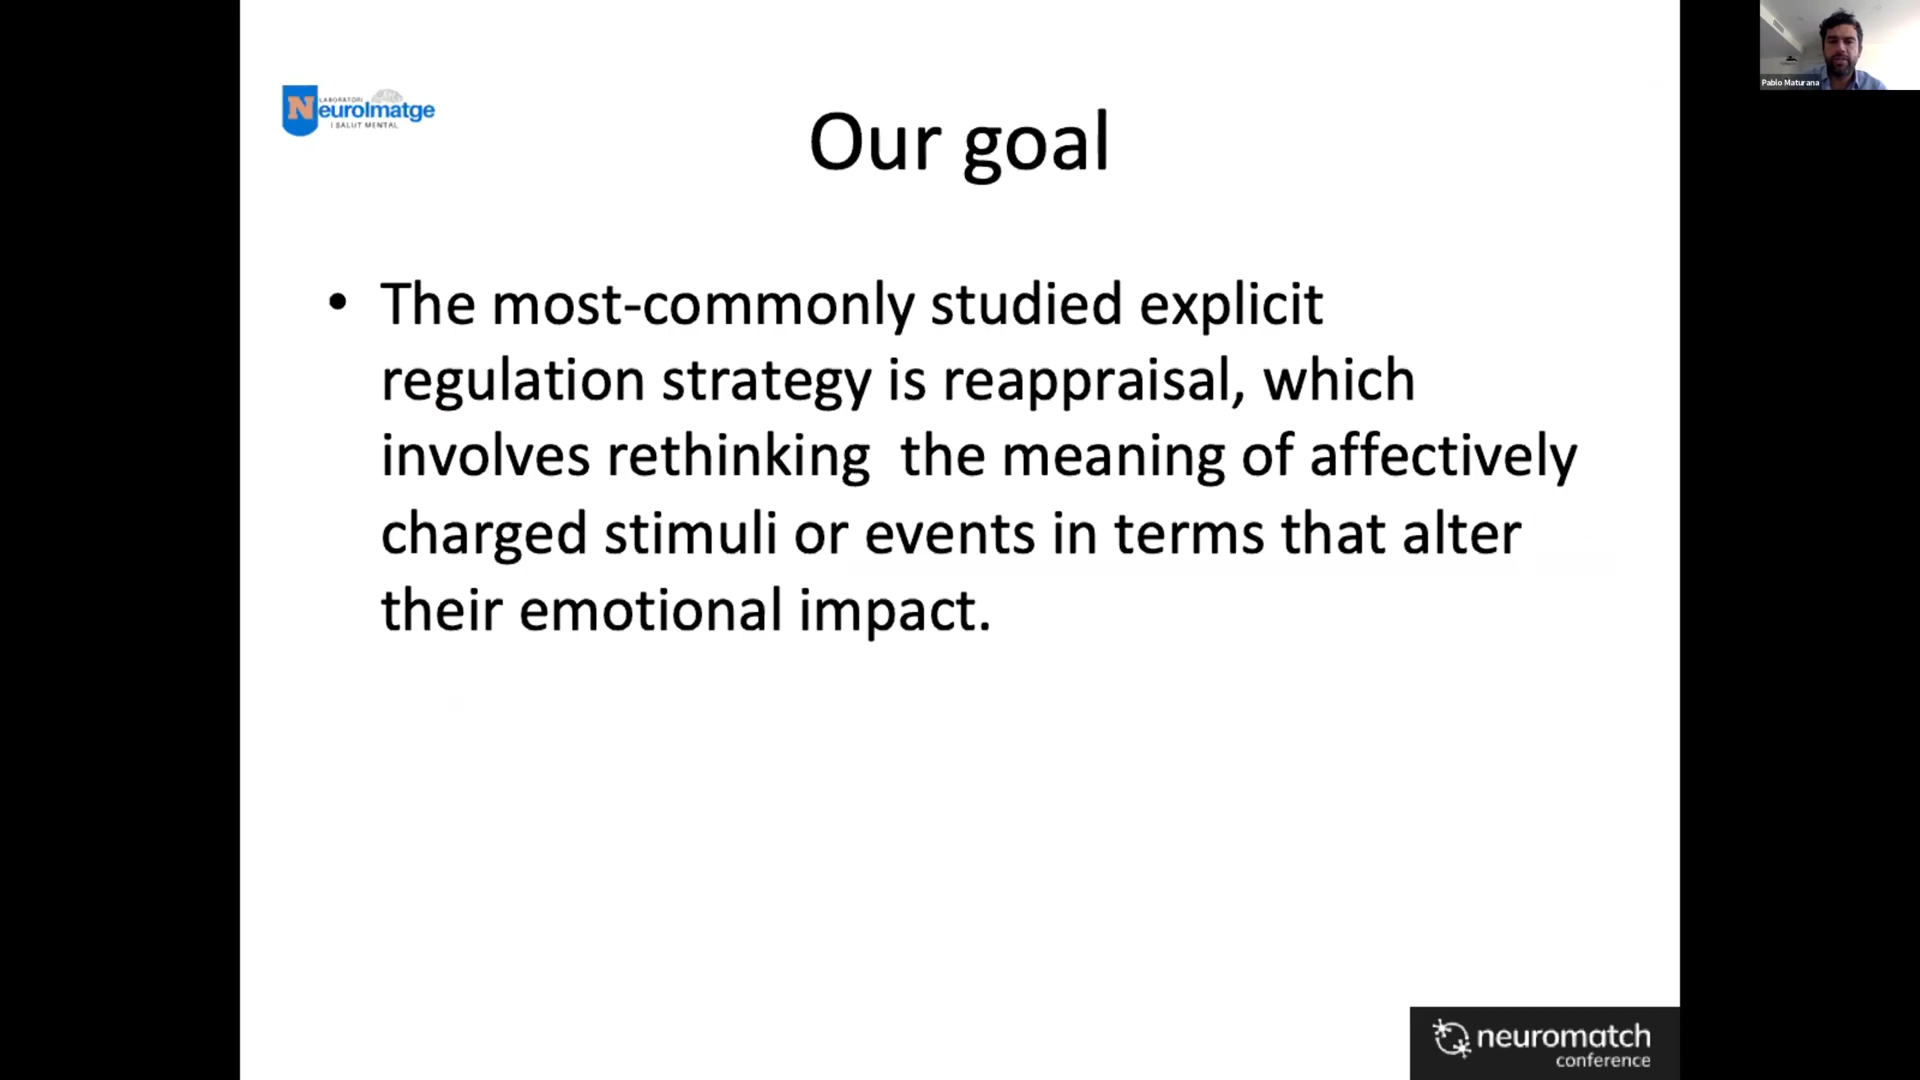 LABORATORI
NeuroImatge
I SALUT MENTAL
Pablo Maturana
Our goal
• The most-commonly studied explicit
regulation strategy is reappraisal, which
involves rethinking  the meaning of affectively
charged stimuli or events in terms that alter
their emotional impact.
neuromatch
conference